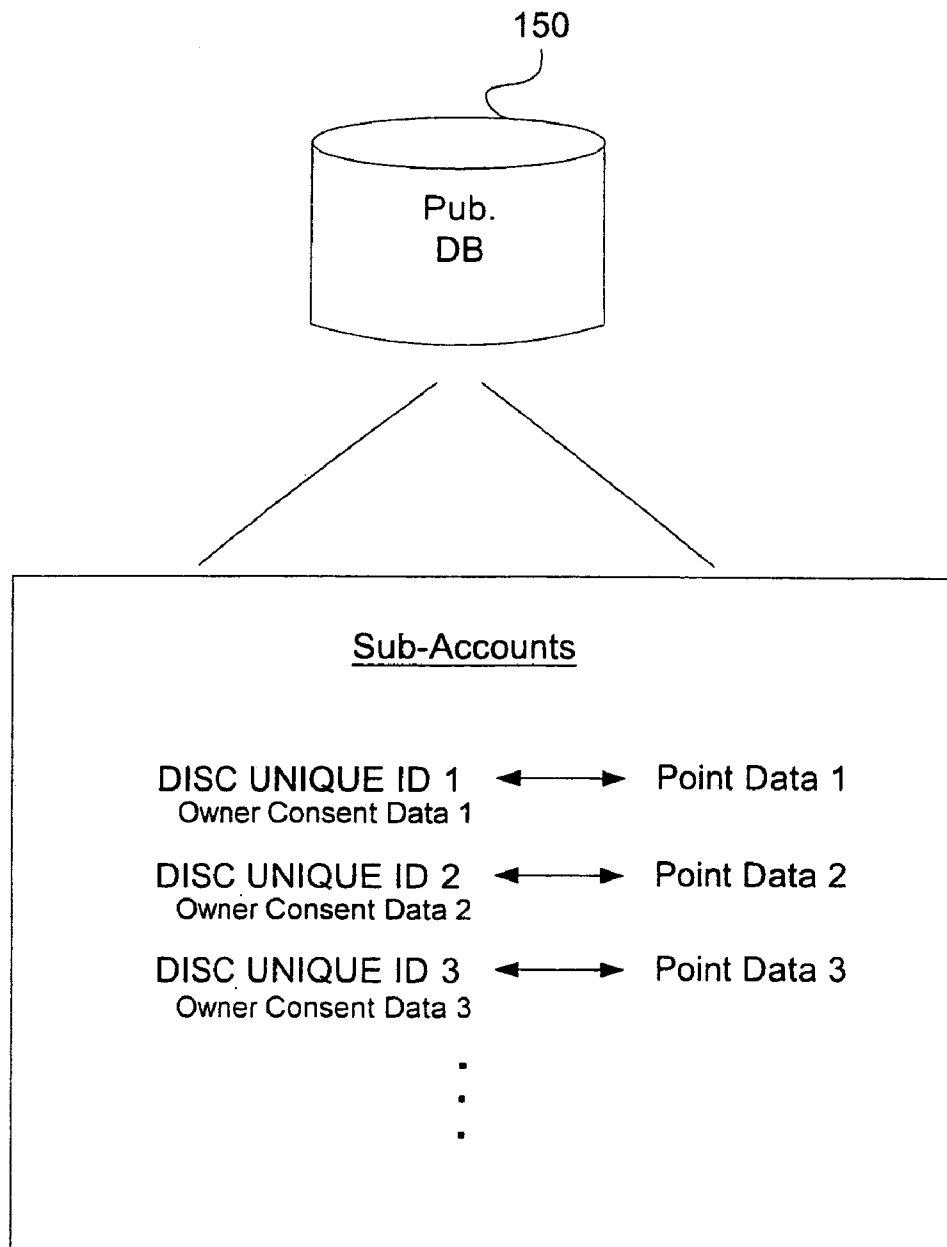 150
Pub.
DB
Sub-Accounts
DISC UNIQUE ID 1 Point Data 1
Owner Consent Data 1
DISC UNIQUE ID 2 Point Data 2
Owner Consent Data 2
DISC UNIQUE ID 3 Point Data 3
Owner Consent Data 3